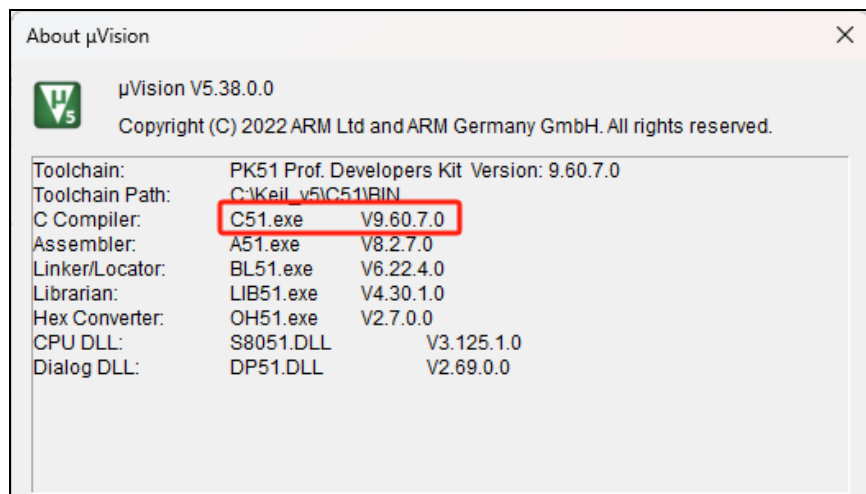 About µVision
µVision V5.38.0.0
Copyright (C) 2022 ARM Ltd and ARM Germany GmbH. All rights reserved.
Toolchain: PK51 Prof. Developers Kit Version: 9.60.7.0
Toolchain Path: C:\Keil_v5\C51\BIN
C Compiler: C51.exe V9.60.7.0
Assembler: A51.exe V8.2.7.0
Linker/Locator: BL51.exe V6.22.4.0
Librarian: LIB51.exe V4.30.1.0
Hex Converter: OH51.exe V2.7.0.0
CPU DLL: S8051.DLL V3.125.1.0
Dialog DLL: DP51.DLL V2.69.0.0